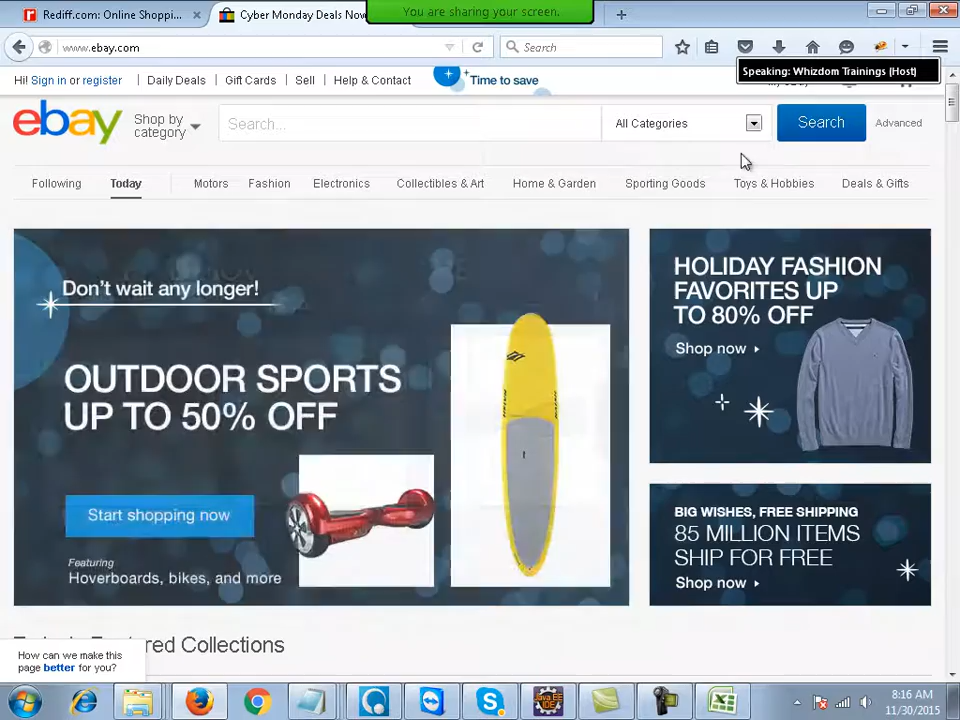 Rediff.com: Online Shoppi...
Cyber Monday Deals Now
You are sharing your screen.
www.ebay.com
Search
Speaking: Whizdom Trainings (Host)
Hi! Sign in or register
Daily Deals
Gift Cards
Sell
Help & Contact
Time to save
ebay
Shop by
category
Search...
All Categories
Search
Advanced
Following
Today
Motors
Fashion
Electronics
Collectibles & Art
Home & Garden
Sporting Goods
Toys & Hobbies
Deals & Gifts
Don't wait any longer!
OUTDOOR SPORTS
UP TO 50% OFF
Start shopping now
Featuring
Hoverboards, bikes, and more
HOLIDAY FASHION
FAVORITES UP
TO 80% OFF
Shop now
BIG WISHES, FREE SHIPPING
85 MILLION ITEMS
SHIP FOR FREE
Shop now
Collections
How can we make this
page better for you?
8:16 AM
11/30/2015